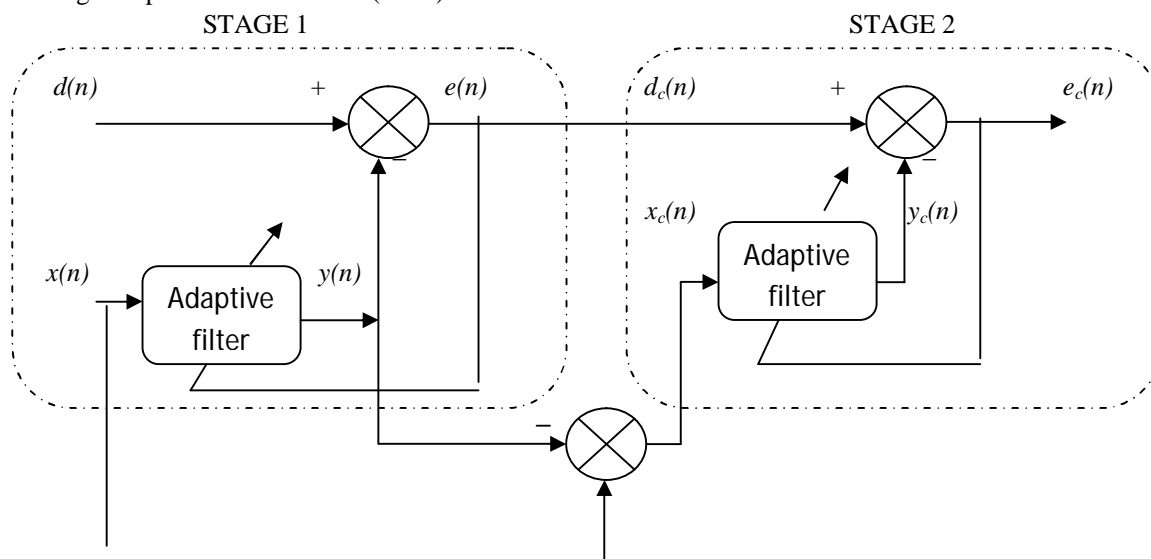 STAGE 1
STAGE 2
d(n)
+
e(n)
d_c(n)
+
e_c(n)
−
−
x_c(n)
y_c(n)
Adaptive
filter
x(n)
y(n)
Adaptive
filter
−